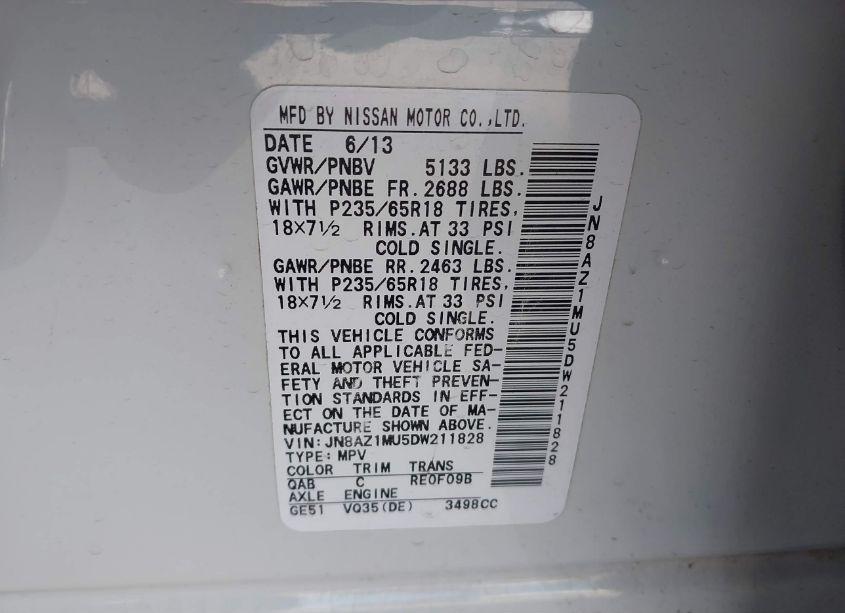 MFD BY NISSAN MOTOR CO.,LTD.
DATE 6/13
GVWR/PNBV 5133 LBS.
GAWR/PNBE FR. 2688 LBS.
WITH P235/65R18 TIRES,
18×7½ RIMS.AT 33 PSI
COLD SINGLE.
GAWR/PNBE RR. 2463 LBS.
WITH P235/65R18 TIRES,
18×7½ RIMS.AT 33 PSI
COLD SINGLE.
THIS VEHICLE CONFORMS
TO ALL APPLICABLE FED-
ERAL MOTOR VEHICLE SA-
FETY AND THEFT PREVEN-
TION STANDARDS IN EFF-
ECT ON THE DATE OF MA-
NUFACTURE SHOWN ABOVE.
VIN: JN8AZ1MU5DW211828
TYPE: MPV
COLOR TRIM TRANS
QAB C RE0F09B
AXLE ENGINE
GE51 VQ35(DE) 3498CC
JN8AZ1MU5DW211828